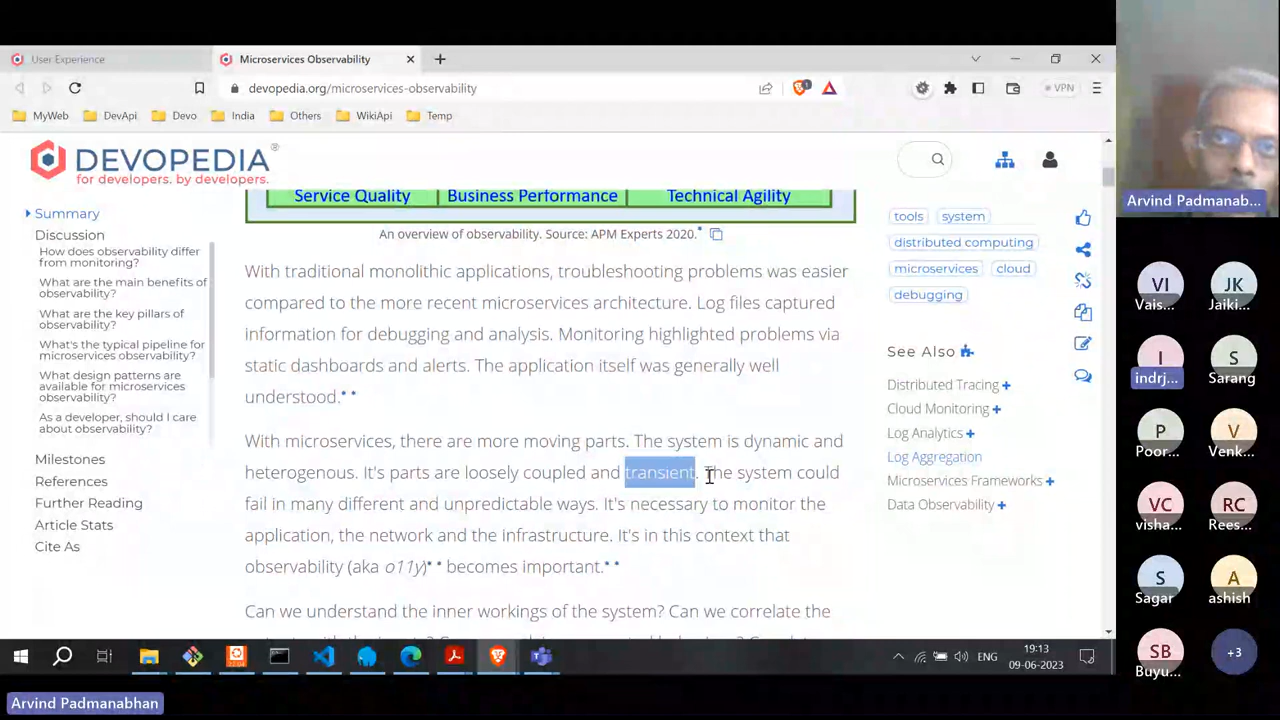 User Experience
Microservices Observability
devopedia.org/microservices-observability
1
VPN
MyWeb
DevApi
Devo
India
Others
WikiApi
Temp
DEVOPEDIA®
for developers. by developers.
Summary
Discussion
How does observability differ
from monitoring?
What are the main benefits of
observability?
What are the key pillars of
observability?
What's the typical pipeline for
microservices observability?
What design patterns are
available for microservices
observability?
As a developer, should I care
about observability?
Milestones
References
Further Reading
Article Stats
Cite As
Service Quality
Business Performance
Technical Agility
An overview of observability. Source: APM Experts 2020.
With traditional monolithic applications, troubleshooting problems was easier
compared to the more recent microservices architecture. Log files captured
information for debugging and analysis. Monitoring highlighted problems via
static dashboards and alerts. The application itself was generally well
understood.
With microservices, there are more moving parts. The system is dynamic and
heterogenous. It's parts are loosely coupled and transient. The system could
fail in many different and unpredictable ways. It's necessary to monitor the
application, the network and the infrastructure. It's in this context that
observability (aka o11y) becomes important.
Can we understand the inner workings of the system? Can we correlate the
tools
system
distributed computing
microservices
cloud
debugging
See Also
Distributed Tracing +
Cloud Monitoring +
Log Analytics +
Log Aggregation
Microservices Frameworks +
Data Observability +
Arvind Padmanab...
VI
Vais...
JK
Jaiki...
I
indrj...
S
Sarang
P
Poor...
V
Venk...
VC
visha...
RC
Rees...
S
Sagar
A
ashish
SB
Buyu...
+3
22.04
ENG
19:13
09-06-2023
Arvind Padmanabhan